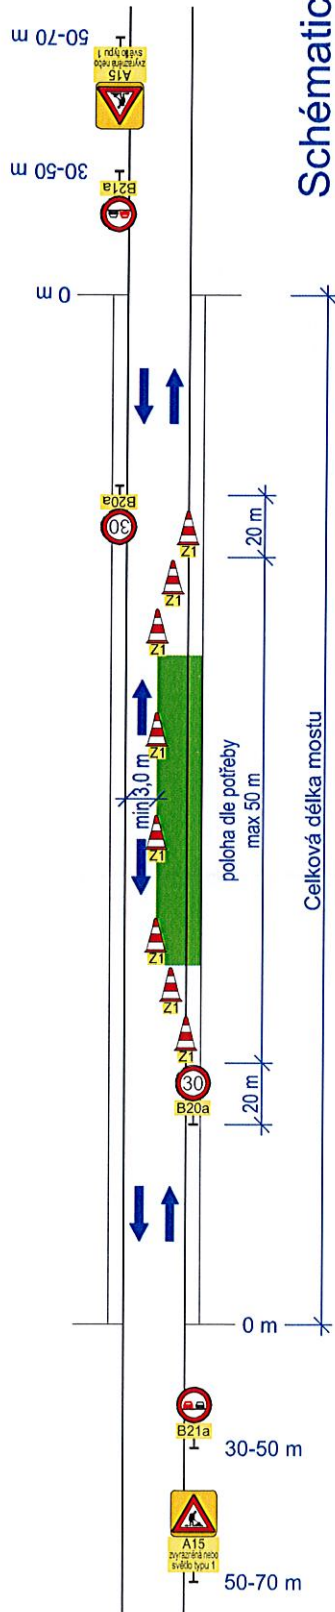 50-70 m
A15
zvýrazněná nebo
světlo typu 1
30-50 m
B21a
0 m
Schématic
B20a
30
Z1
20 m
Z1
Z1
Z1
min 3,0 m
Z1
poloha dle potřeby
max 50 m
Celková délka mostu
Z1
Z1
Z1
30
B20a
20 m
0 m
B21a
30-50 m
A15
zvýrazněná nebo
světlo typu 1
50-70 m